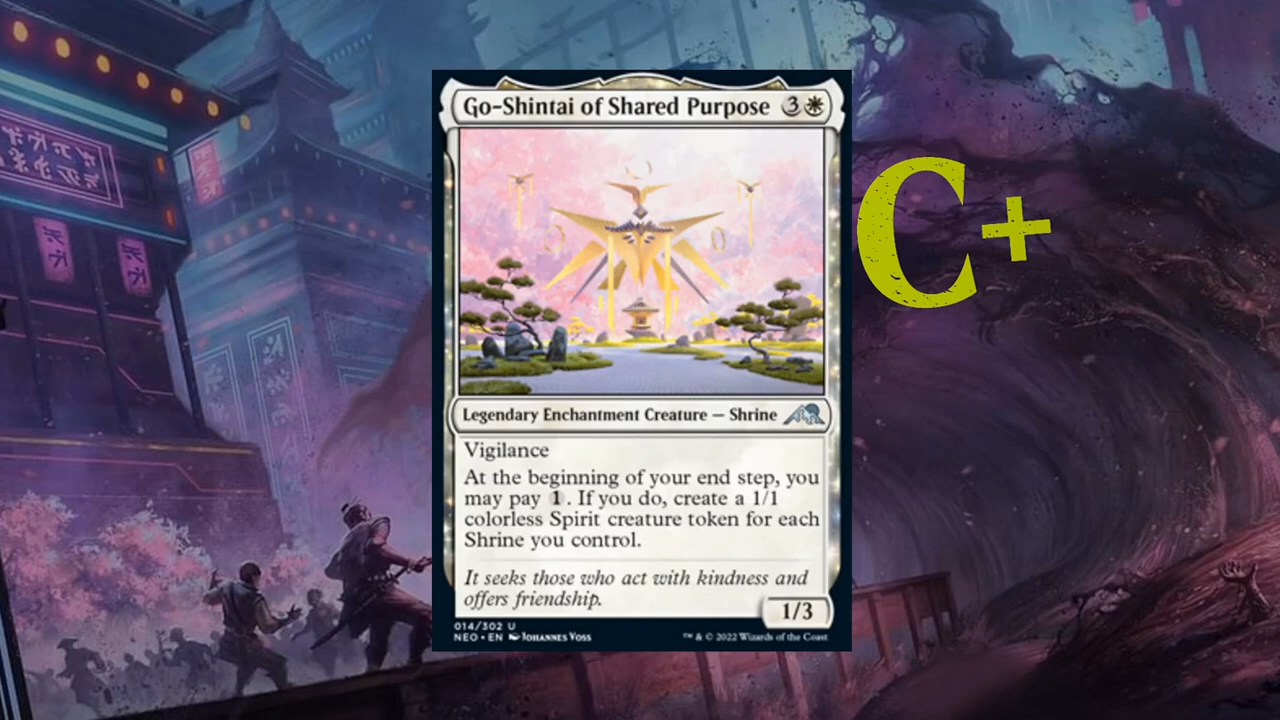 Go-Shintai of Shared Purpose 3
C+
Legendary Enchantment Creature — Shrine
Vigilance
At the beginning of your end step, you
may pay 1. If you do, create a 1/1
colorless Spirit creature token for each
Shrine you control.
It seeks those who act with kindness and
offers friendship.
1/3
014/302 U
NEO • EN Johannes Voss
™ & © 2022 Wizards of the Coast